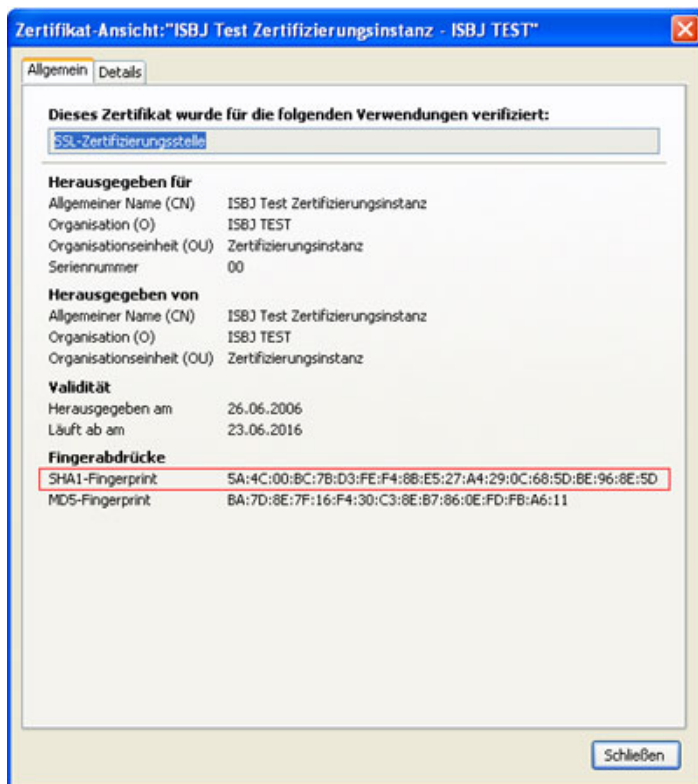 Zertifikat-Ansicht:"ISBJ Test Zertifizierungsinstanz - ISBJ TEST"
Allgemein Details
Dieses Zertifikat wurde für die folgenden Verwendungen verifiziert:
SSL-Zertifizierungsstelle
Herausgegeben für
Allgemeiner Name (CN) ISBJ Test Zertifizierungsinstanz
Organisation (O) ISBJ TEST
Organisationseinheit (OU) Zertifizierungsinstanz
Seriennummer 00
Herausgegeben von
Allgemeiner Name (CN) ISBJ Test Zertifizierungsinstanz
Organisation (O) ISBJ TEST
Organisationseinheit (OU) Zertifizierungsinstanz
Validität
Herausgegeben am 26.06.2006
Läuft ab am 23.06.2016
Fingerabdrücke
SHA1-Fingerprint 5A:4C:00:BC:7B:D3:FE:F4:8B:E5:27:A4:29:0C:68:5D:BE:96:8E:5D
MD5-Fingerprint BA:7D:8E:7F:16:F4:30:C3:8E:B7:86:0E:FD:FB:A6:11
Schließen